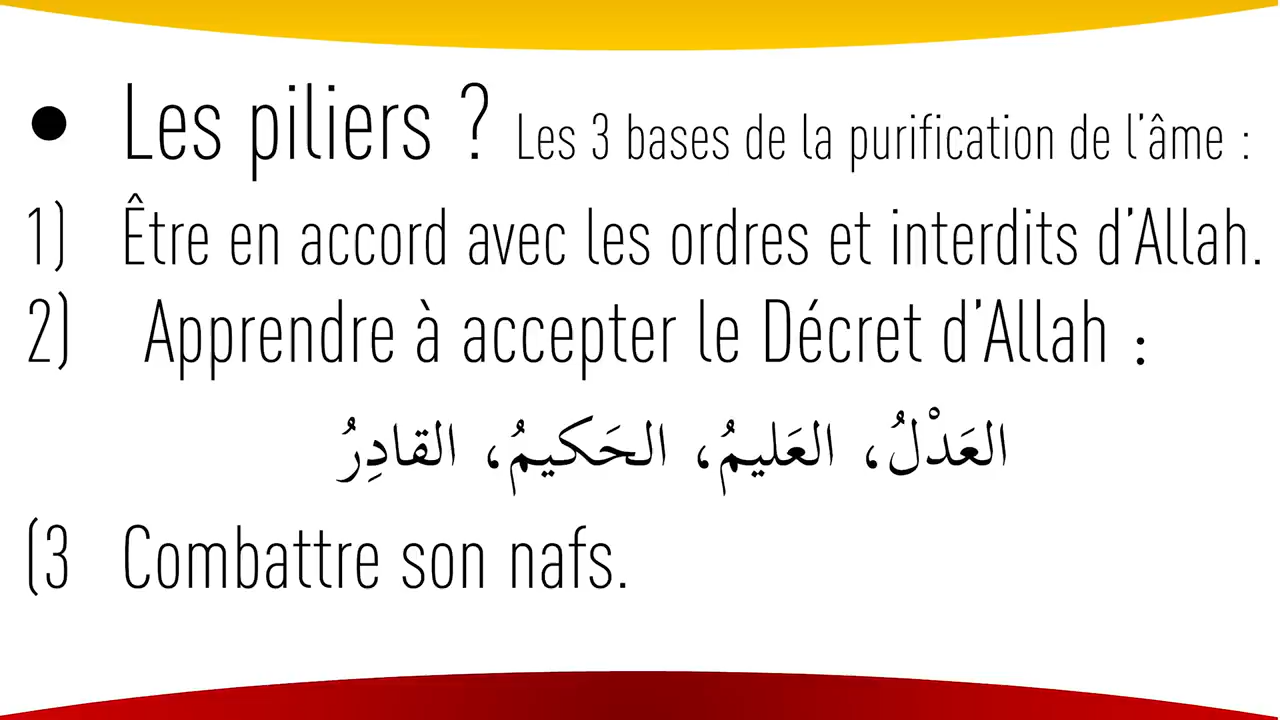 • Les piliers ? Les 3 bases de la purification de l’âme :
1) Être en accord avec les ordres et interdits d’Allah.
2) Apprendre à accepter le Décret d’Allah :
العَدْلُ، العَليمُ، الحَكيمُ، القادِرُ
(3 Combattre son nafs.